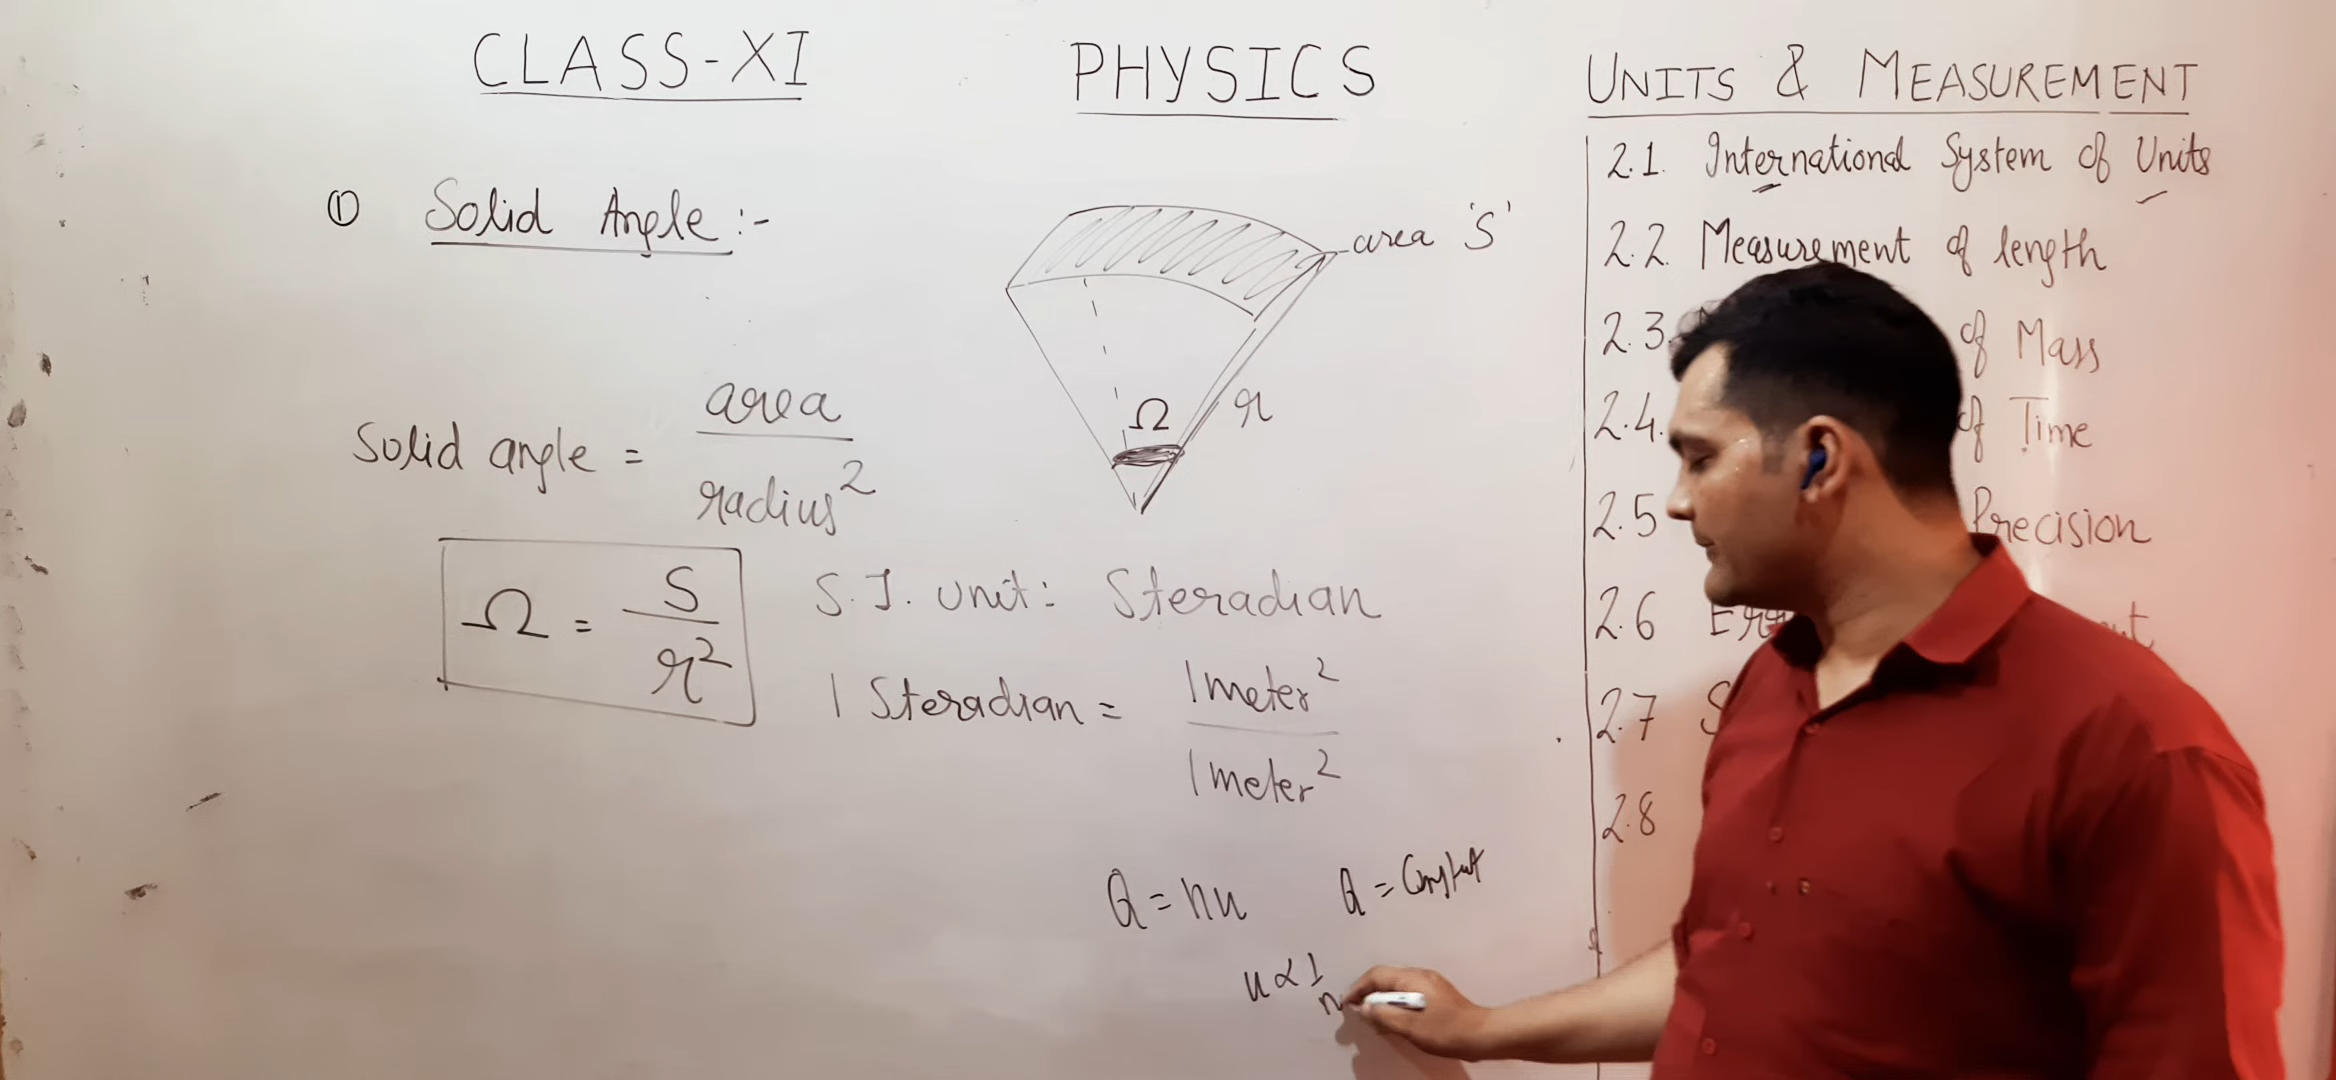 CLASS-XI
PHYSICS
UNITS & MEASUREMENT
① Solid Angle :-
area 'S'
Ω
r
Solid angle = area / radius²
Ω = S / r²
S.I. unit: Steradian
1 Steradian = 1 meter² / 1 meter²
Q = nu
Q = Constant
u ∝ 1/n
2.1. International System of Units
2.2. Measurement of length
2.3. of Mass
2.4. of Time
2.5 Precision
2.6
2.7
2.8